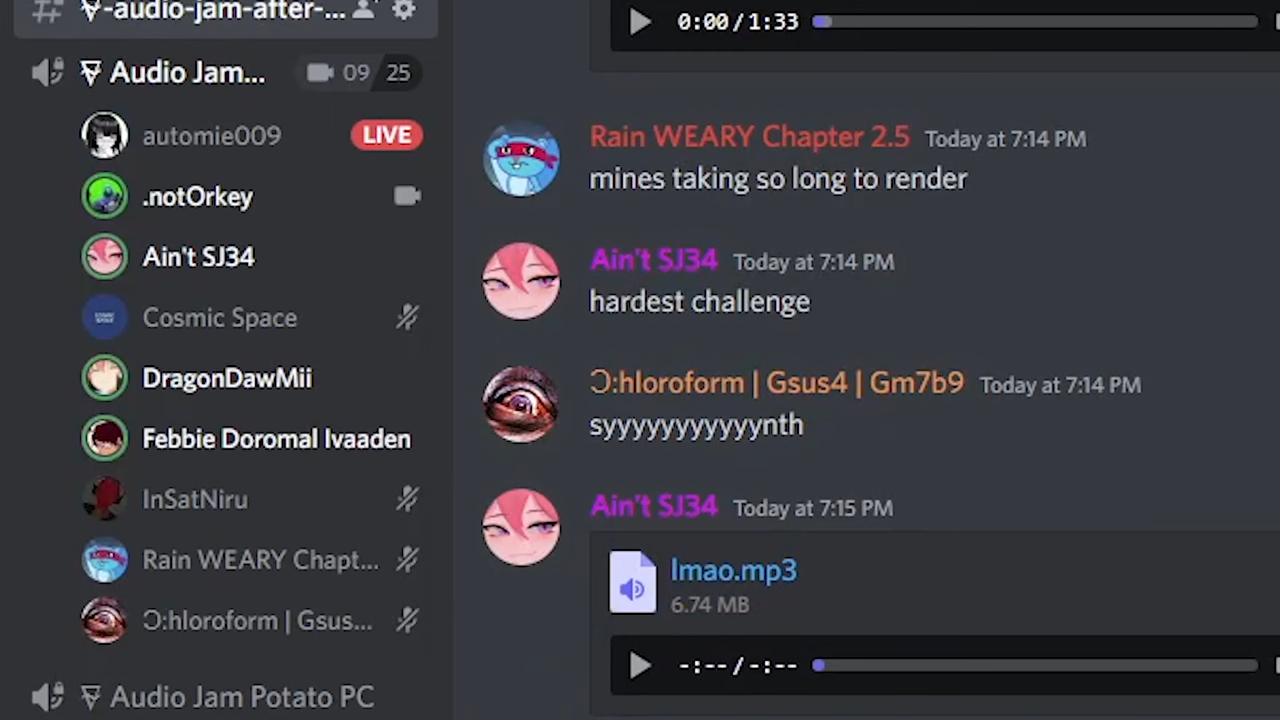 -audio-jam-after-...
Audio Jam...
09 25
automie009
LIVE
.notOrkey
Ain't SJ34
Cosmic Space
DragonDawMii
Febbie Doromal Ivaaden
InSatNiru
Rain WEARY Chapt...
Ɔ:hloroform | Gsus...
Audio Jam Potato PC
0:00/1:33
Rain WEARY Chapter 2.5 Today at 7:14 PM
mines taking so long to render
Ain't SJ34 Today at 7:14 PM
hardest challenge
Ɔ:hloroform | Gsus4 | Gm7b9 Today at 7:14 PM
syyyyyyyyyyynth
Ain't SJ34 Today at 7:15 PM
lmao.mp3
6.74 MB
-:--/-:--